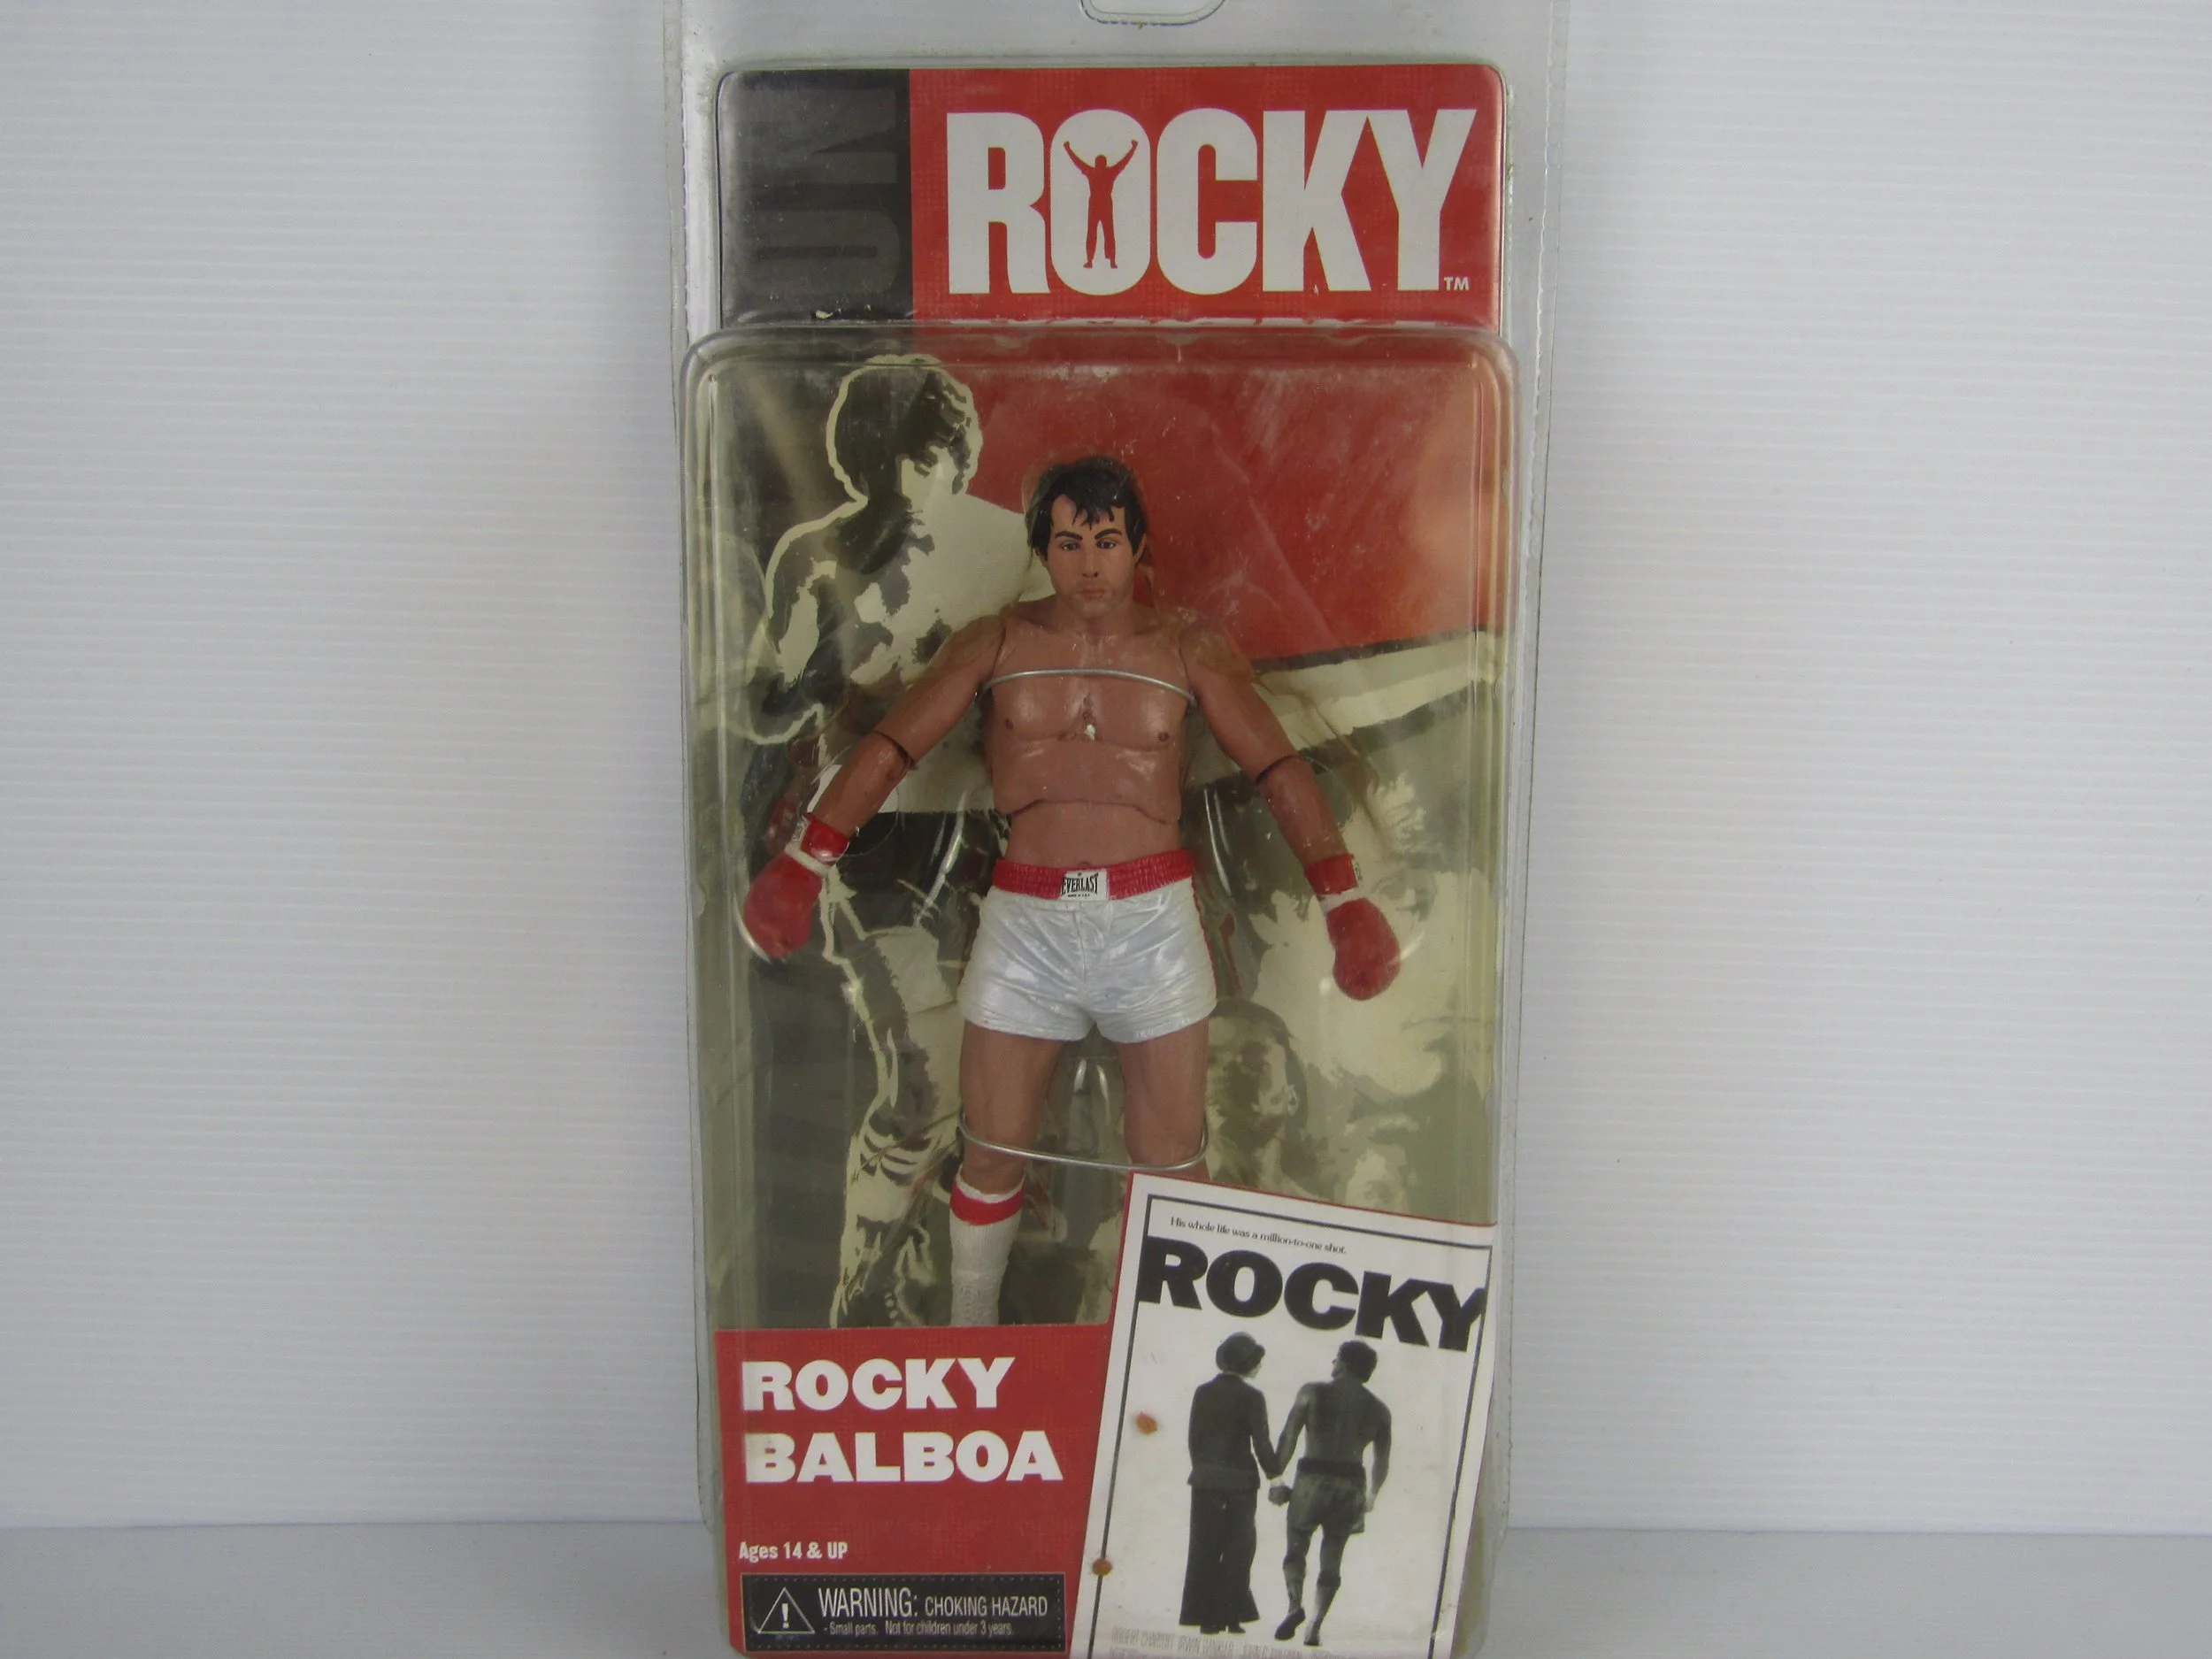 ROCKY
TM
EVERLAST
His whole life was a million-to-one shot.
ROCKY
ROCKY
BALBOA
Ages 14 & UP
WARNING: CHOKING HAZARD
- Small parts. Not for children under 3 years.